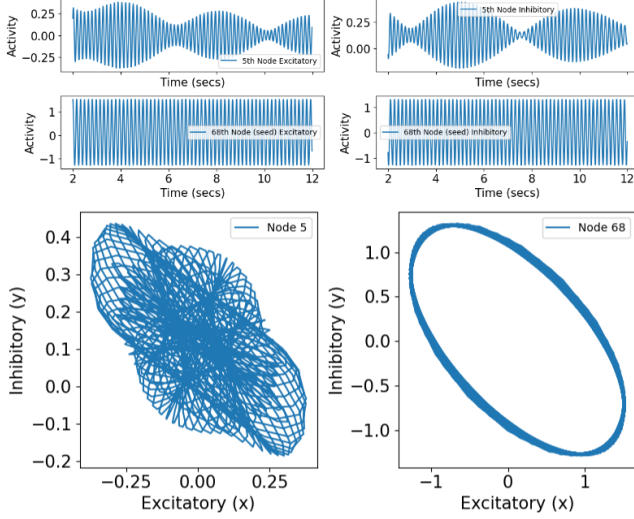 Activity
0.25
0.00
−0.25
5th Node Excitatory
Time (secs)
Activity
0.25
0.00
5th Node Inhibitory
Time (secs)
Activity
1
0
−1
68th Node (seed) Excitatory
2 4 6 8 10 12
Time (secs)
Activity
1
0
−1
68th Node (seed) Inhibitory
2 4 6 8 10 12
Time (secs)
Inhibitory (y)
0.4
0.3
0.2
0.1
0.0
−0.1
−0.2
Node 5
−0.25 0.00 0.25
Excitatory (x)
Inhibitory (y)
1.0
0.5
0.0
−0.5
−1.0
Node 68
−1 0 1
Excitatory (x)